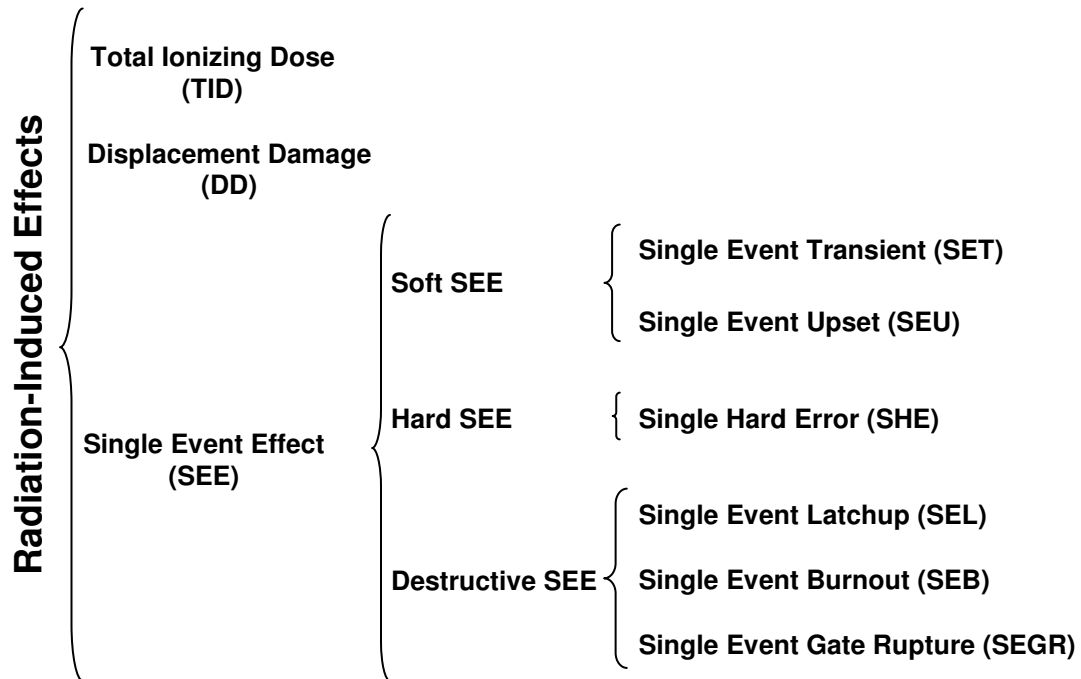 Radiation-Induced Effects
Total Ionizing Dose
(TID)
Displacement Damage
(DD)
Single Event Effect
(SEE)
Soft SEE
Single Event Transient (SET)
Single Event Upset (SEU)
Hard SEE
Single Hard Error (SHE)
Destructive SEE
Single Event Latchup (SEL)
Single Event Burnout (SEB)
Single Event Gate Rupture (SEGR)